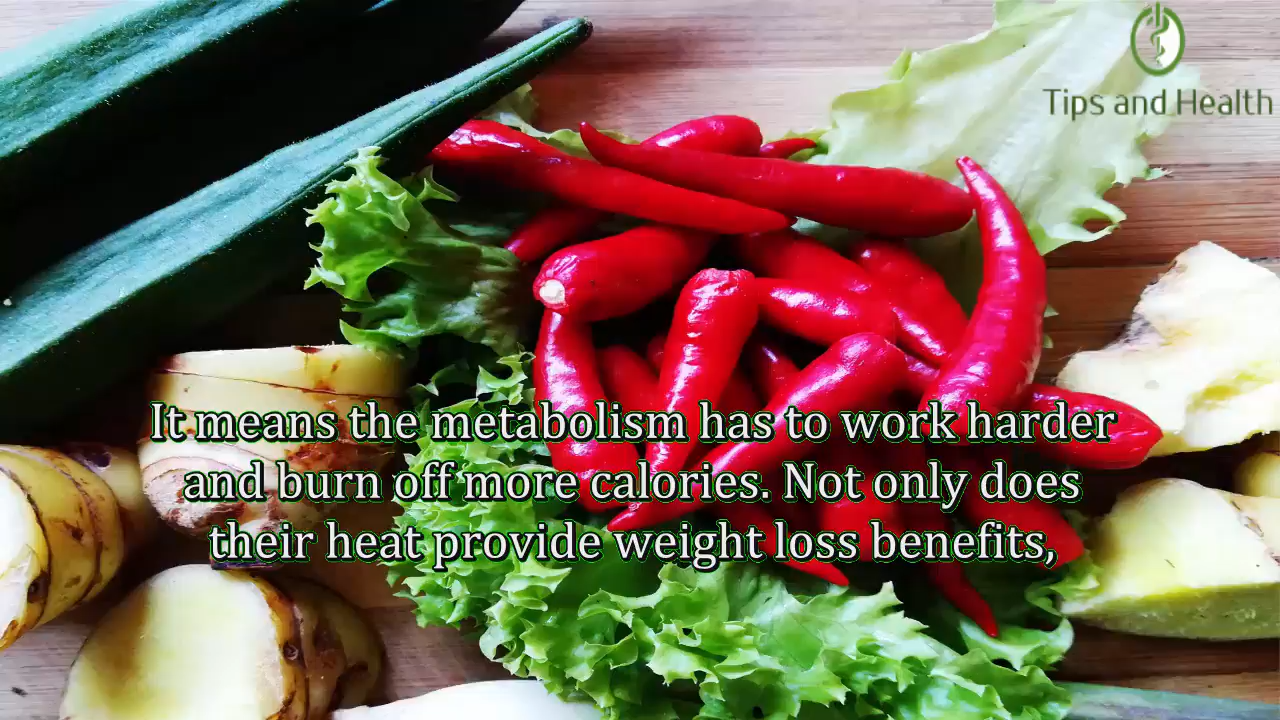 Tips and Health
It means the metabolism has to work harder
and burn off more calories. Not only does
their heat provide weight loss benefits,